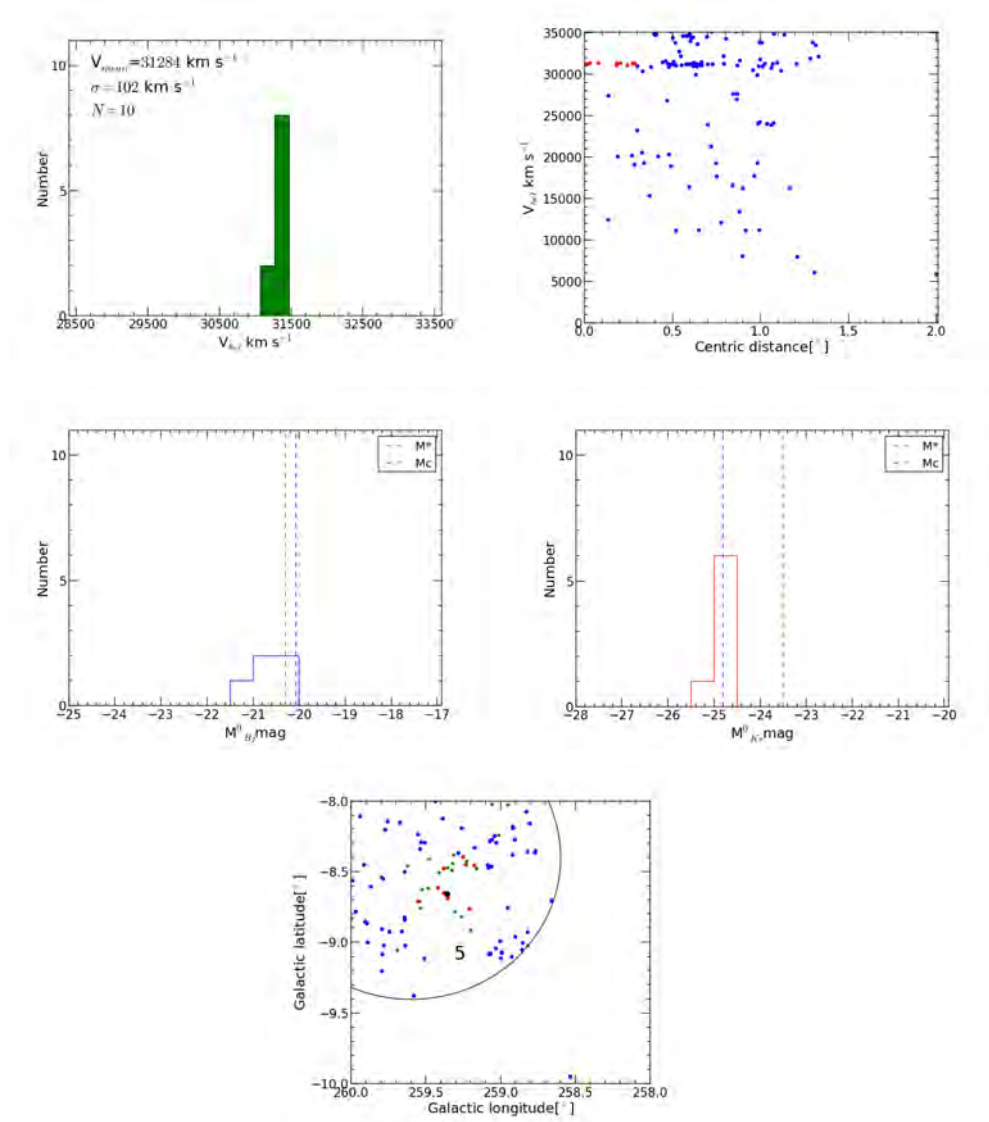 V_mean=31284 km s⁻¹
σ=102 km s⁻¹
N=10
Number
10
5
0
28500 29500 30500 31500 32500 33500
V_hel km s⁻¹
V_hel km s⁻¹
35000
30000
25000
20000
15000
10000
5000
0
0.0 0.5 1.0 1.5 2.0
Centric distance[°]
M*
Mc
Number
10
5
0
−25 −24 −23 −22 −21 −20 −19 −18 −17
M⁰_Bj mag
M*
Mc
Number
10
5
0
−28 −27 −26 −25 −24 −23 −22 −21 −20
M⁰_Ks mag
Galactic latitude[°]
−8.0
−8.5
−9.0
−9.5
−10.0
5
260.0 259.5 259.0 258.5 258.0
Galactic longitude[°]